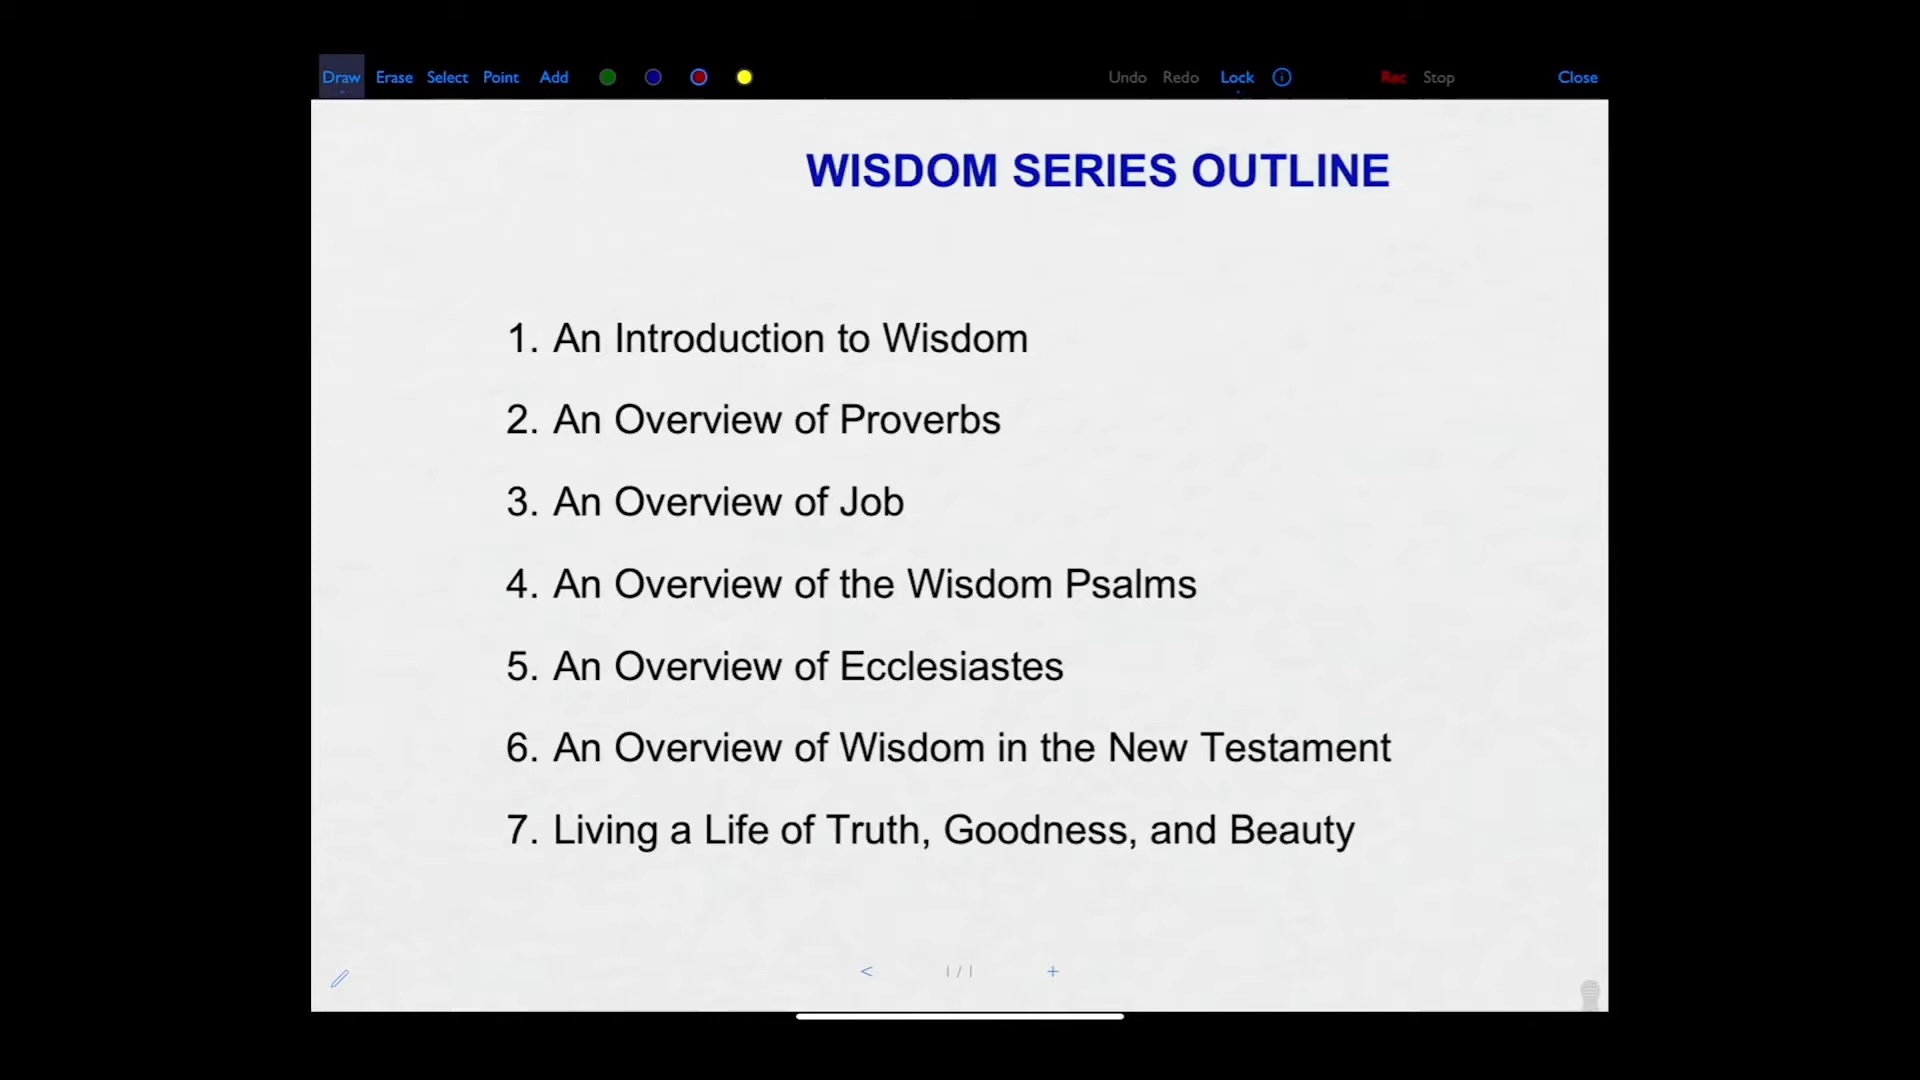 Draw Erase Select Point Add Undo Redo Lock Rec Stop Close
WISDOM SERIES OUTLINE
1. An Introduction to Wisdom
2. An Overview of Proverbs
3. An Overview of Job
4. An Overview of the Wisdom Psalms
5. An Overview of Ecclesiastes
6. An Overview of Wisdom in the New Testament
7. Living a Life of Truth, Goodness, and Beauty
< 1 / 1 +